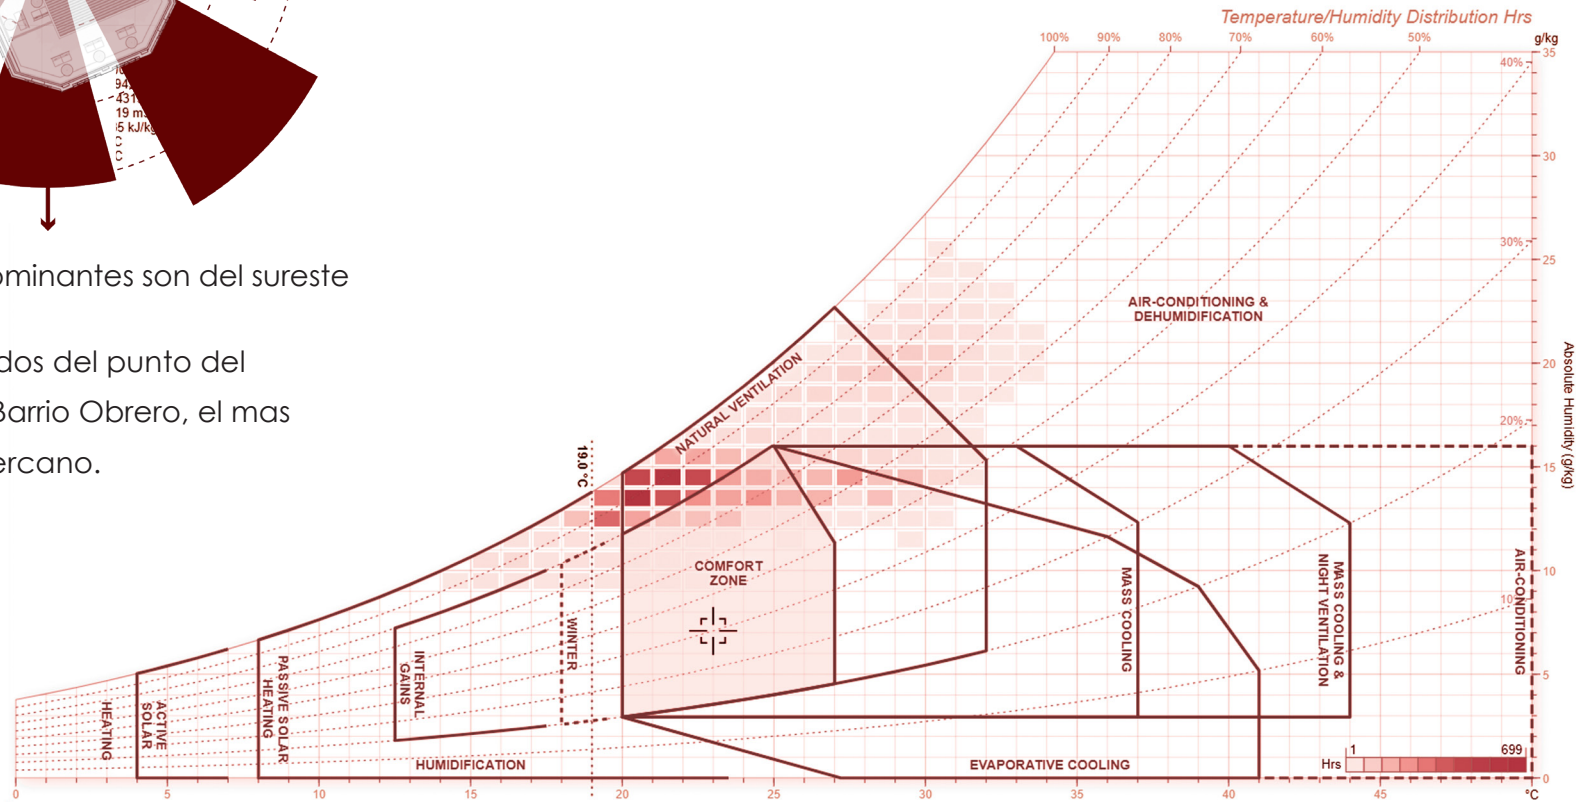 Temperature/Humidity Distribution Hrs
100% 90% 80% 70% 60% 50%
g/kg
35
40%
30
30%
25
20
20%
15
10
10%
5
0
Absolute Humidity (g/kg)
19 m
kJ/kg
ominantes son del sureste
dos del punto del
Barrio Obrero, el mas
ercano.
AIR-CONDITIONING &
DEHUMIDIFICATION
NATURAL VENTILATION
19.0 °C
COMFORT
ZONE
WINTER
INTERNAL
GAINS
PASSIVE SOLAR
HEATING
ACTIVE
SOLAR
HEATING
MASS COOLING
MASS COOLING &
NIGHT VENTILATION
AIR-CONDITIONING
HUMIDIFICATION
EVAPORATIVE COOLING
1 699
Hrs
0 5 10 15 20 25 30 35 40 45 °C